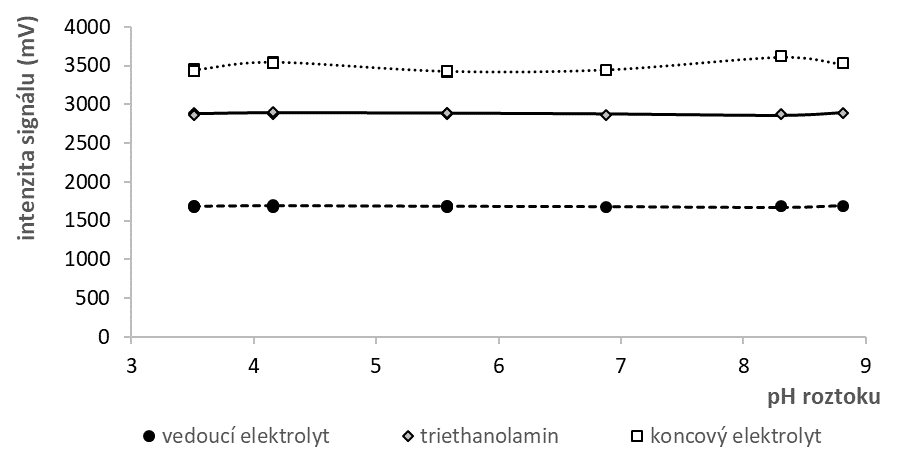 intenzita signálu (mV)
4000
3500
3000
2500
2000
1500
1000
500
0
3 4 5 6 7 8 9
pH roztoku
vedoucí elektrolyt triethanolamin koncový elektrolyt